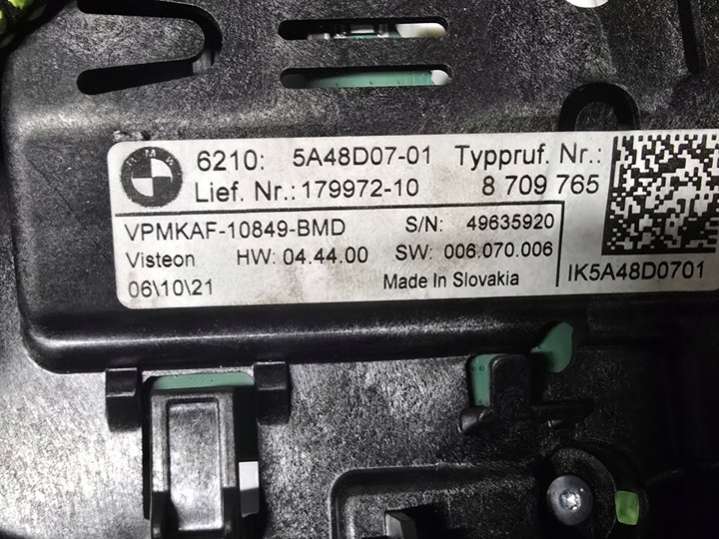 BMW
6210: 5A48D07-01 Typpruf. Nr.:
Lief. Nr.: 179972-10 8 709 765
VPMKAF-10849-BMD S/N: 49635920
Visteon HW: 04.44.00 SW: 006.070.006
06\10\21 Made In Slovakia IK5A48D0701